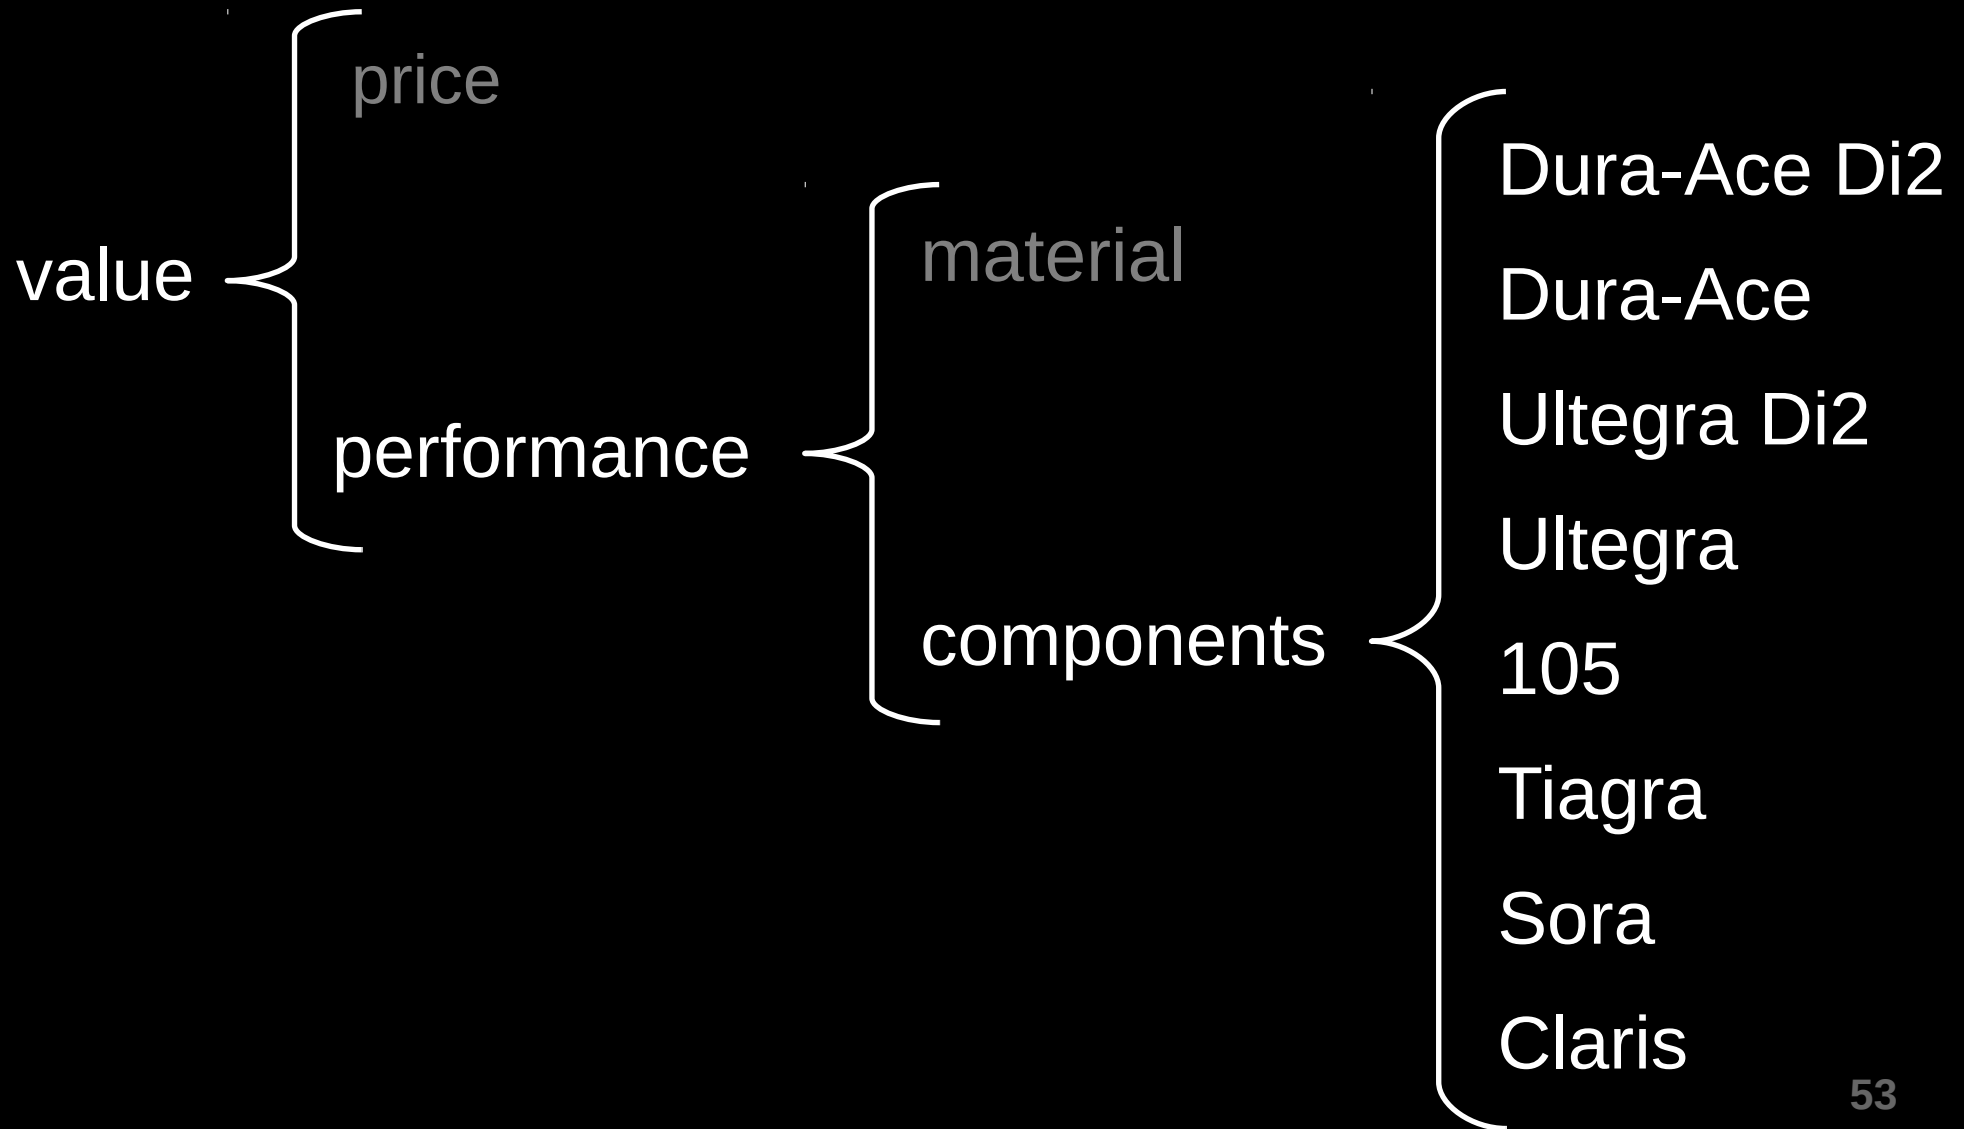 price
value
performance
material
components
Dura-Ace Di2
Dura-Ace
Ultegra Di2
Ultegra
105
Tiagra
Sora
Claris
53